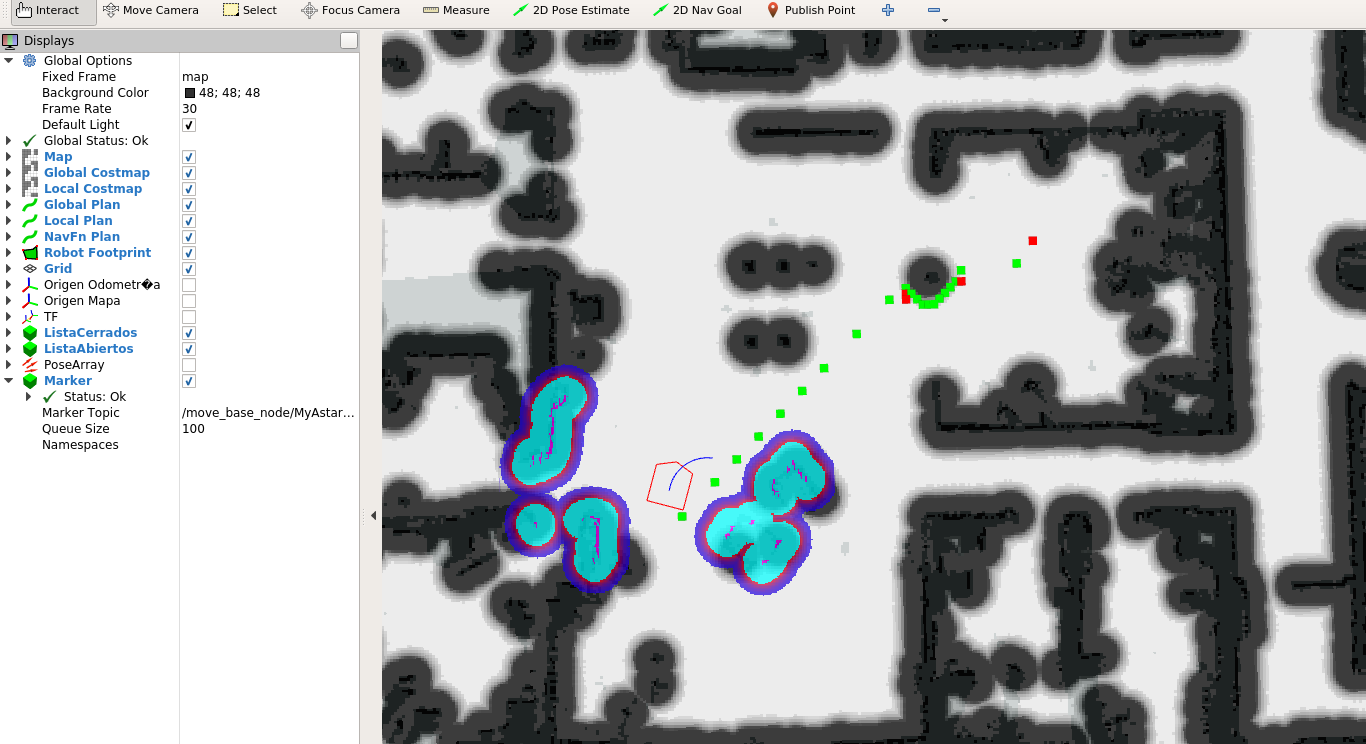 Interact Move Camera Select Focus Camera Measure 2D Pose Estimate 2D Nav Goal Publish Point
Displays
Global Options
Fixed Frame map
Background Color 48; 48; 48
Frame Rate 30
Default Light
Global Status: Ok
Map
Global Costmap
Local Costmap
Global Plan
Local Plan
NavFn Plan
Robot Footprint
Grid
Origen Odometr�a
Origen Mapa
TF
ListaCerrados
ListaAbiertos
PoseArray
Marker
Status: Ok
Marker Topic /move_base_node/MyAstar...
Queue Size 100
Namespaces